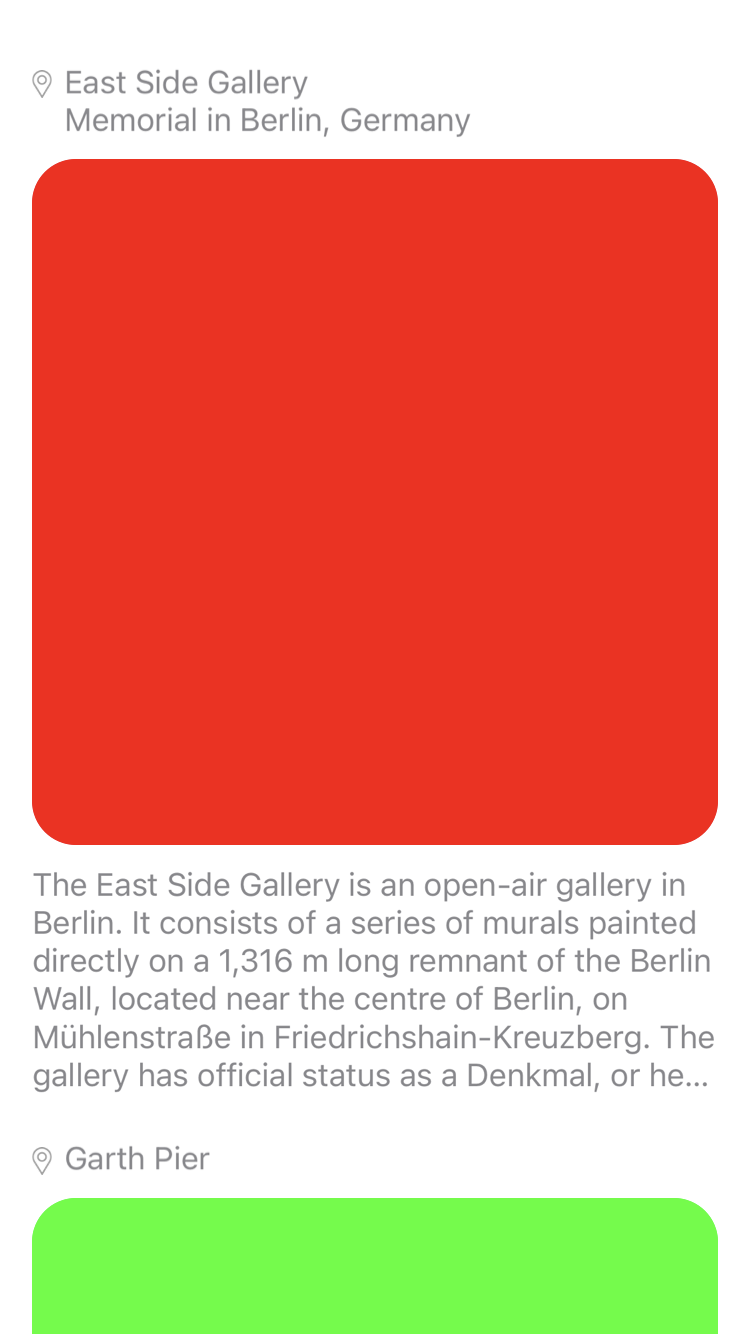 East Side Gallery
Memorial in Berlin, Germany
The East Side Gallery is an open-air gallery in
Berlin. It consists of a series of murals painted
directly on a 1,316 m long remnant of the Berlin
Wall, located near the centre of Berlin, on
Mühlenstraße in Friedrichshain-Kreuzberg. The
gallery has official status as a Denkmal, or he...
Garth Pier